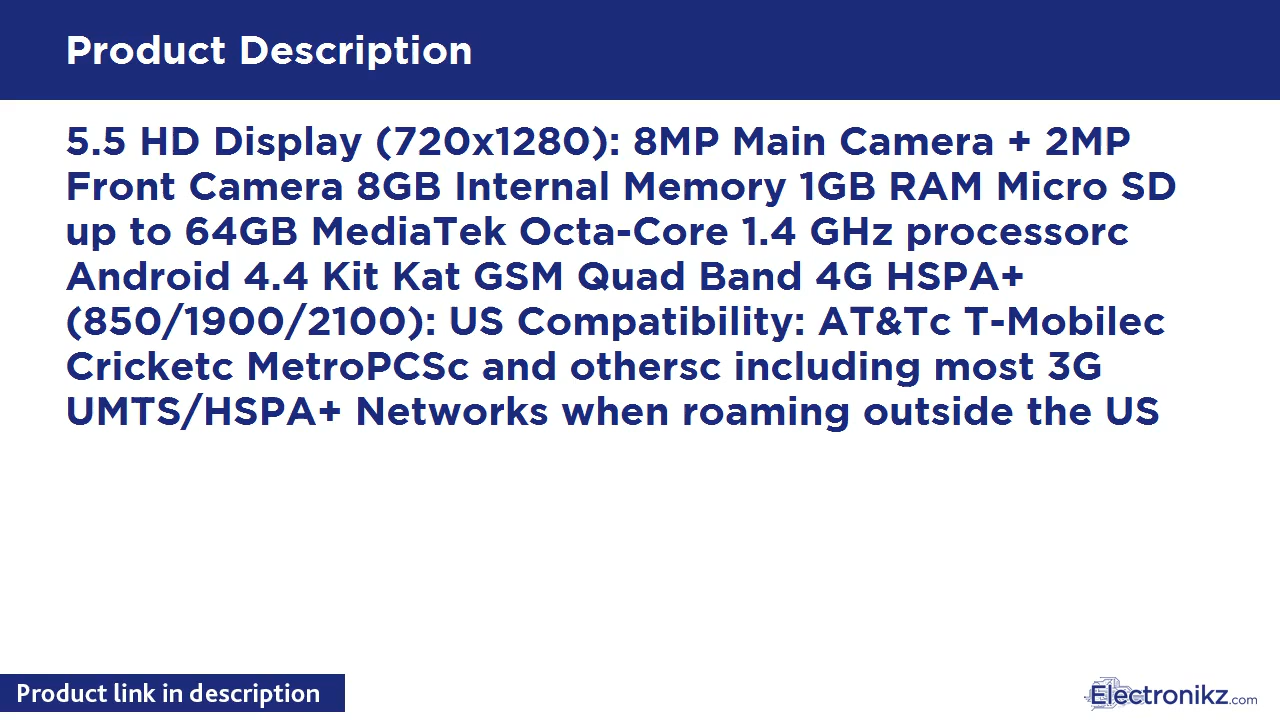 Product Description
5.5 HD Display (720x1280): 8MP Main Camera + 2MP
Front Camera 8GB Internal Memory 1GB RAM Micro SD
up to 64GB MediaTek Octa-Core 1.4 GHz processorc
Android 4.4 Kit Kat GSM Quad Band 4G HSPA+
(850/1900/2100): US Compatibility: AT&Tc T-Mobilec
Cricketc MetroPCSc and othersc including most 3G
UMTS/HSPA+ Networks when roaming outside the US
Product link in description
Electronikz.com